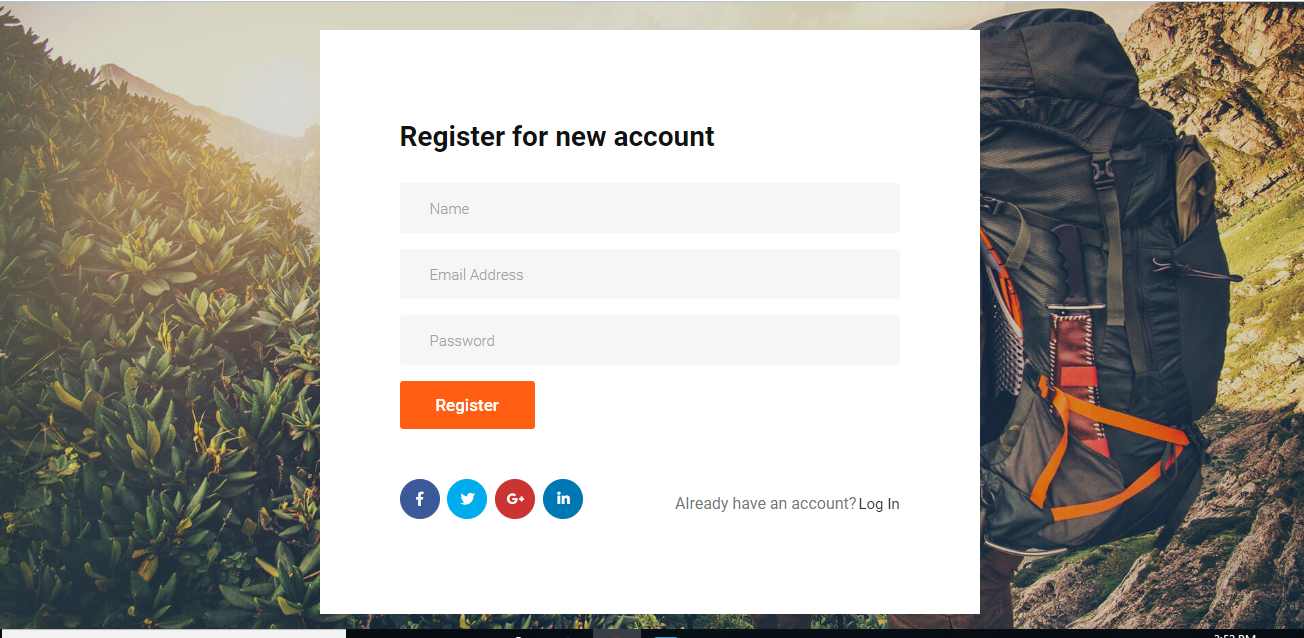 Register for new account
Name
Email Address
Password
Register
f G+ in
Already have an account? Log In